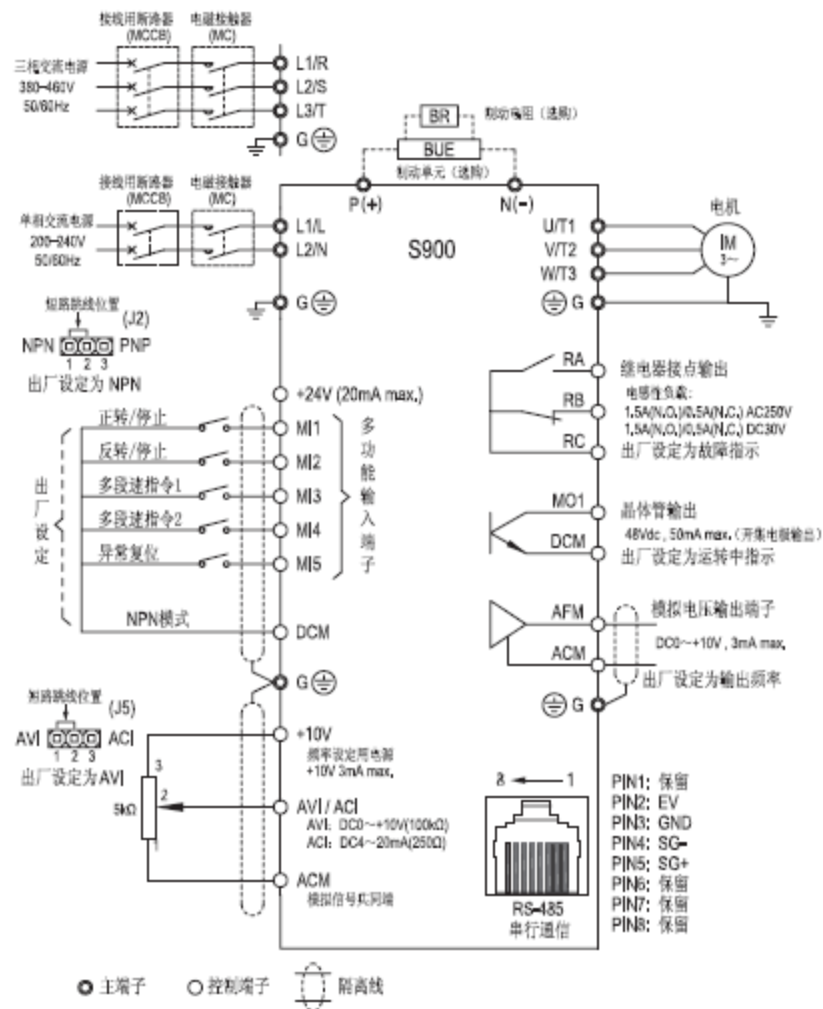 接线用断路器 电磁接触器
(MCCB) (MC)
三相交流电源
380-460V
50/60Hz
L1/R
L2/S
L3/T
G
BR 制动电阻（选购）
BUE
制动单元（选购）
P(+) N(-)
接线用断路器 电磁接触器
(MCCB) (MC)
单相交流电源
200-240V
50/60Hz
L1/L
L2/N
G
S900
U/T1
V/T2
W/T3
G
电机
IM
3～
短路跳线位置
(J2)
NPN PNP
1 2 3
出厂设定为 NPN
+24V (20mA max.)
正转/停止 MI1
反转/停止 MI2
多段速指令1 MI3
多段速指令2 MI4
异常复位 MI5
出厂设定
多功能输入端子
NPN模式 DCM
G
RA 继电器接点输出
电感性负载：
RB 1.5A(N.O.)/0.5A(N.C.) AC250V
1.5A(N.O.)/0.5A(N.C.) DC30V
RC 出厂设定为故障指示
MO1 晶体管输出
48Vdc , 50mA max.（开集电极输出）
DCM 出厂设定为运转中指示
AFM 模拟电压输出端子
DC0～+10V , 3mA max.
ACM
出厂设定为输出频率
G
短路跳线位置
(J5)
AVI ACI
1 2 3
出厂设定为AVI
3
2
5kΩ
1
+10V
频率设定用电源
+10V 3mA max.
AVI / ACI
AVI: DC0～+10V(100kΩ)
ACI: DC4～20mA(250Ω)
ACM
模拟信号共同端
8 1
RS-485
串行通信
PIN1: 保留
PIN2: EV
PIN3: GND
PIN4: SG-
PIN5: SG+
PIN6: 保留
PIN7: 保留
PIN8: 保留
主端子 控制端子 隔离线